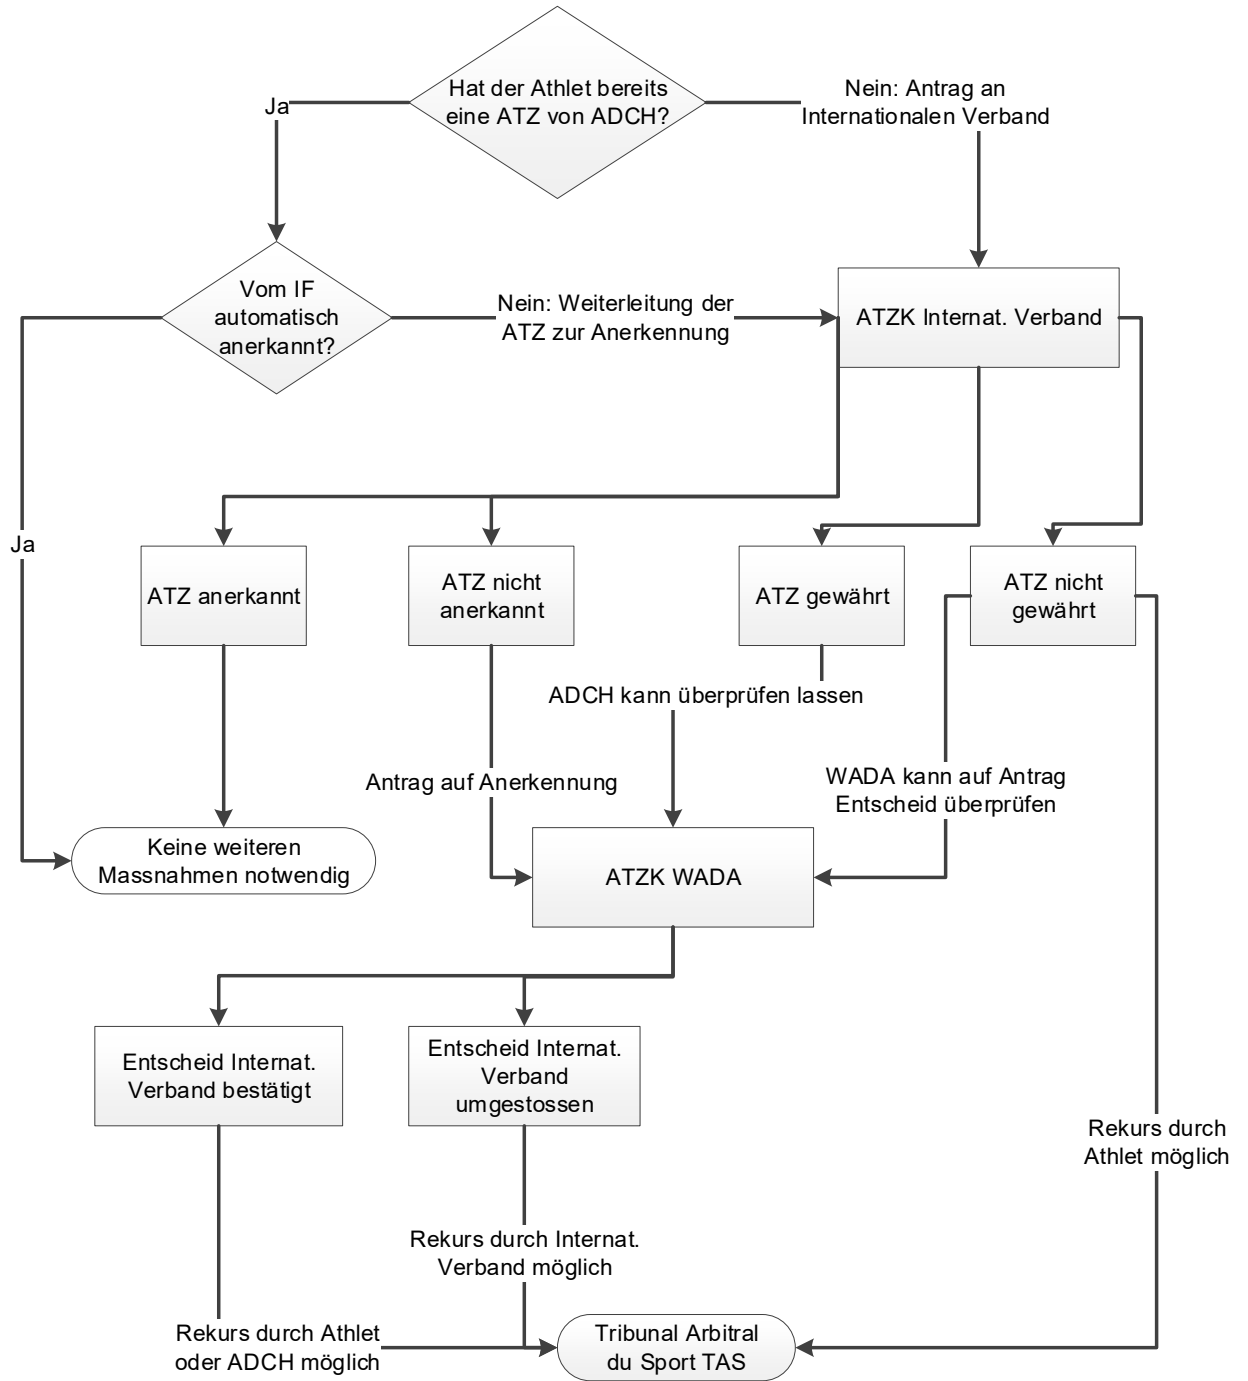 Hat der Athlet bereits
eine ATZ von ADCH?
Ja
Nein: Antrag an
Internationalen Verband
Vom IF
automatisch
anerkannt?
Nein: Weiterleitung der
ATZ zur Anerkennung
ATZK Internat. Verband
Ja
ATZ anerkannt
ATZ nicht
anerkannt
ATZ gewährt
ATZ nicht
gewährt
ADCH kann überprüfen lassen
Antrag auf Anerkennung
WADA kann auf Antrag
Entscheid überprüfen
Keine weiteren
Massnahmen notwendig
ATZK WADA
Entscheid Internat.
Verband bestätigt
Entscheid Internat.
Verband
umgestossen
Rekurs durch
Athlet möglich
Rekurs durch Internat.
Verband möglich
Rekurs durch Athlet
oder ADCH möglich
Tribunal Arbitral
du Sport TAS